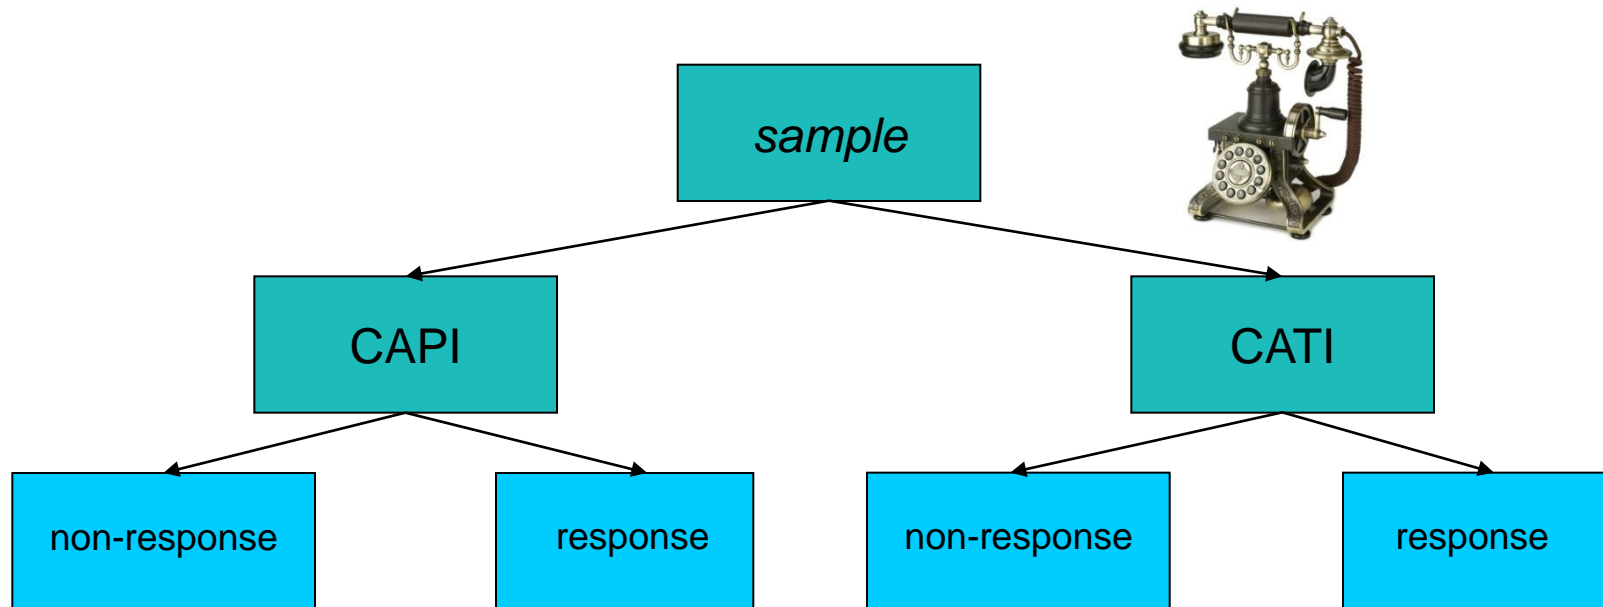 sample
CAPI
CATI
non-response
response
non-response
response